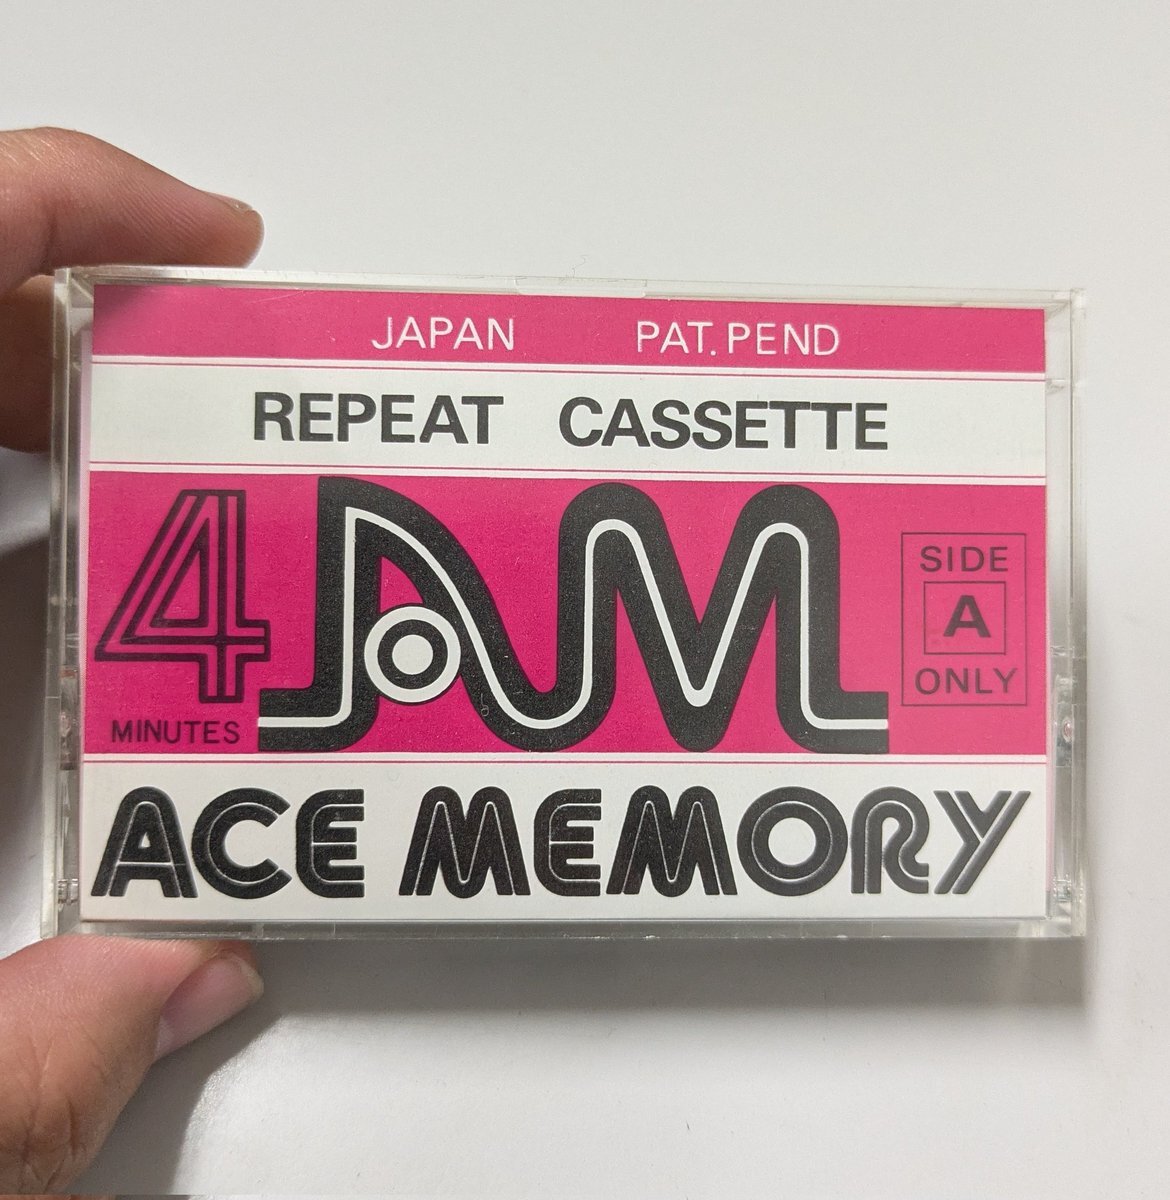 JAPAN PAT. PEND
REPEAT CASSETTE
4 AM
MINUTES
SIDE
A
ONLY
ACE MEMORY